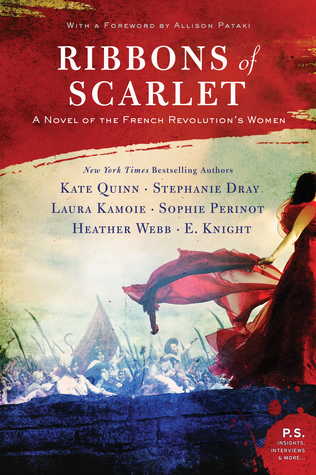 WITH A FOREWORD BY ALLISON PATAKI
RIBBONS of
SCARLET
A NOVEL OF THE FRENCH REVOLUTION'S WOMEN
New York Times Bestselling Authors
KATE QUINN · STEPHANIE DRAY
LAURA KAMOIE · SOPHIE PERINOT
HEATHER WEBB · E. KNIGHT
P.S.
INSIGHTS,
INTERVIEWS
& MORE...